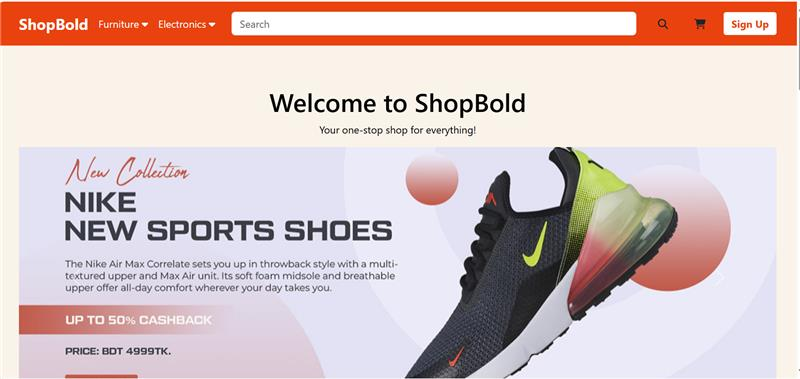 ShopBold Furniture Electronics Search Sign Up
Welcome to ShopBold
Your one-stop shop for everything!
New Collection
NIKE
NEW SPORTS SHOES
The Nike Air Max Correlate sets you up in throwback style with a multi-
textured upper and Max Air unit. Its soft foam midsole and breathable
upper offer all-day comfort wherever your day takes you.
UP TO 50% CASHBACK
PRICE: BDT 4999TK.